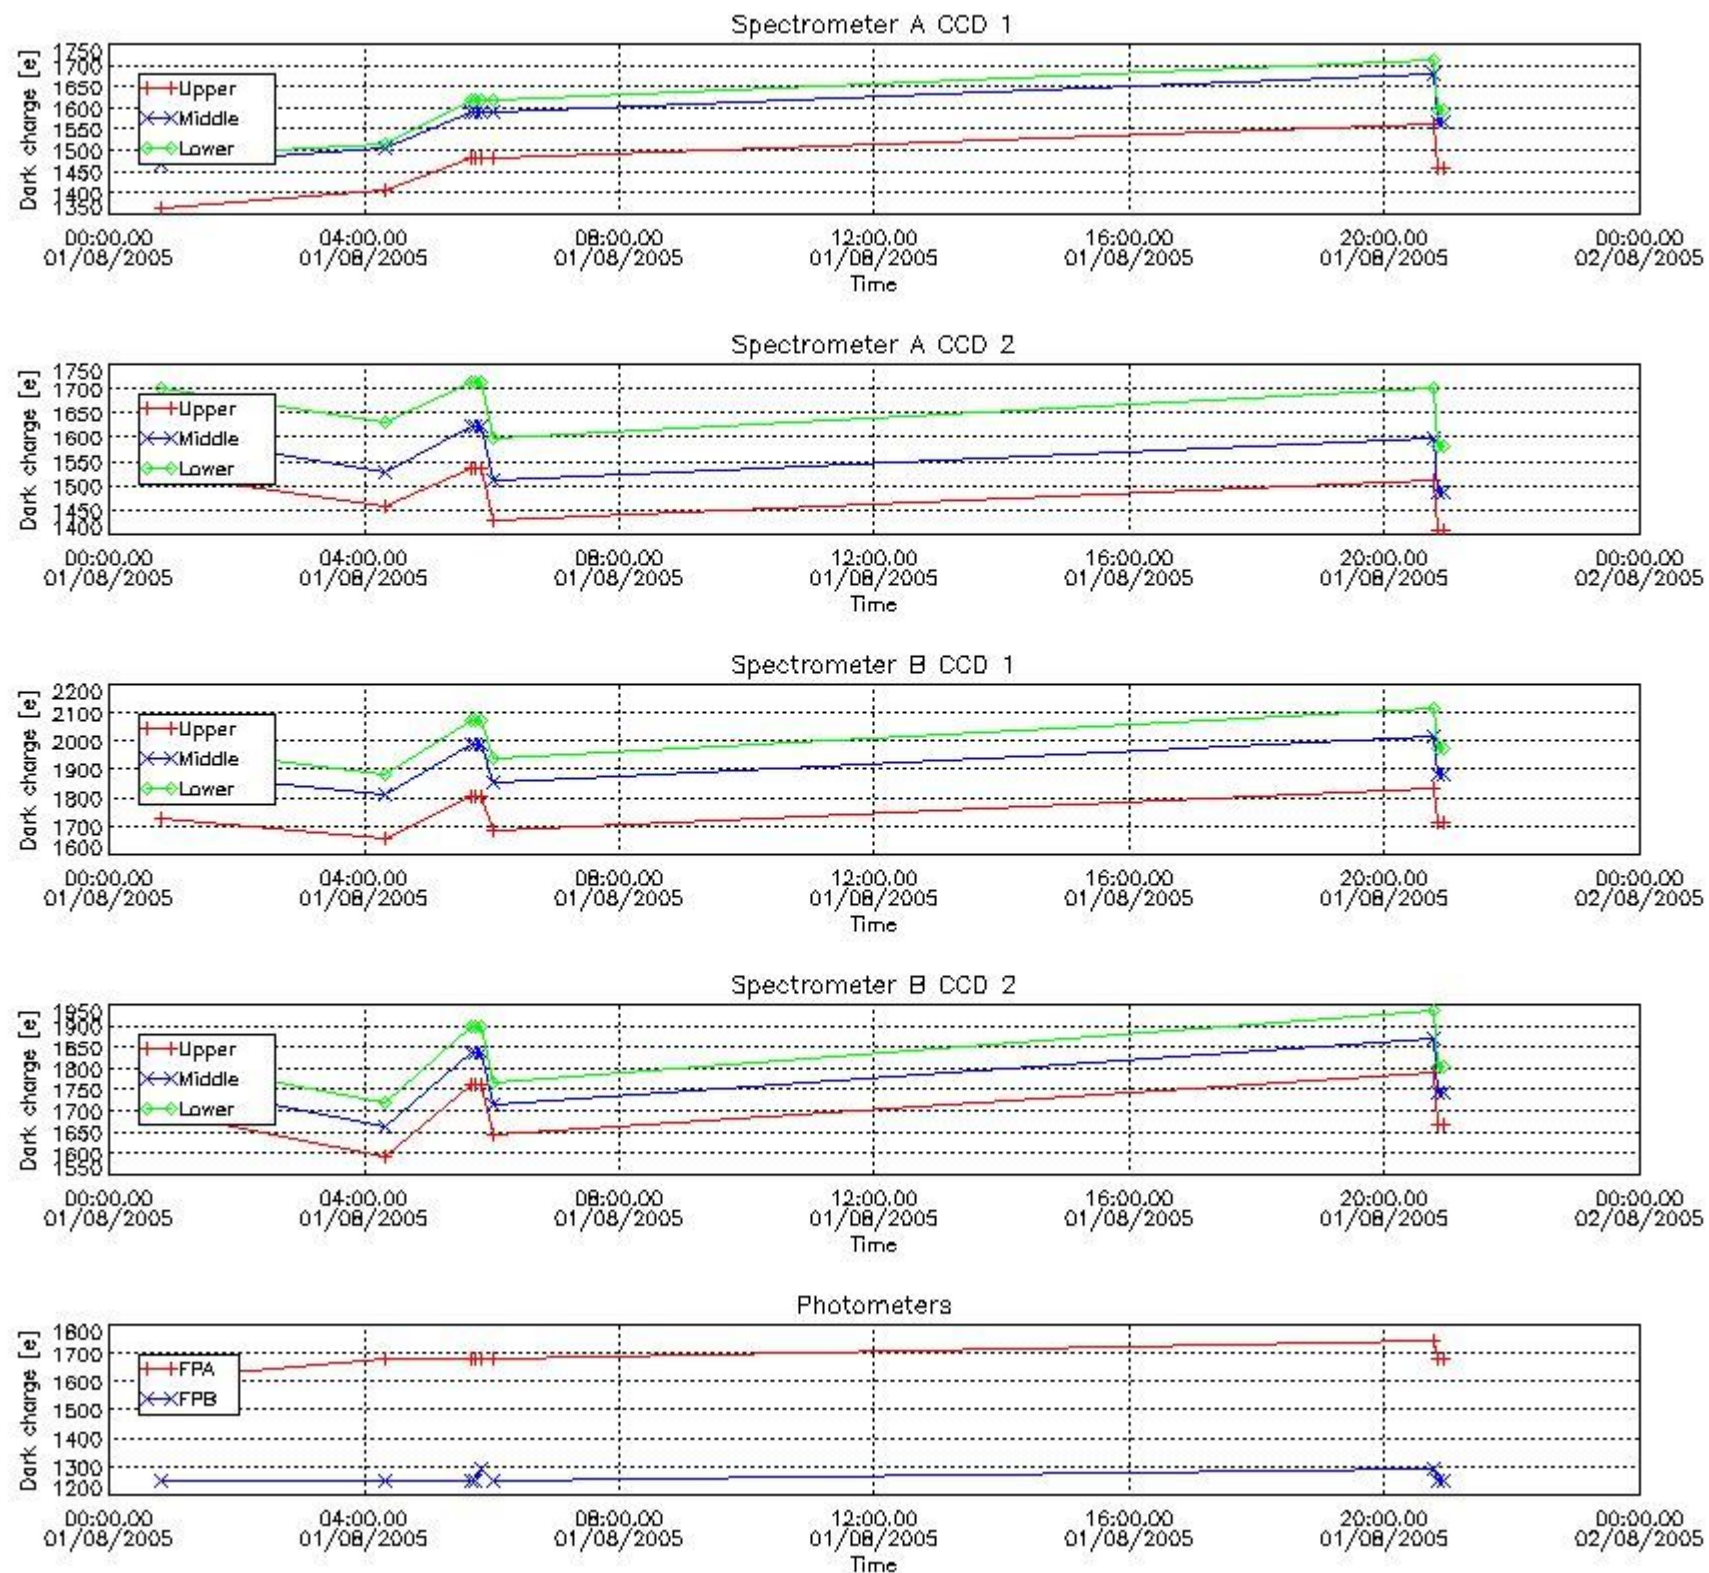 Spectrometer A CCD 1
Dark charge [e]
1750
1700
1650
1600
1550
1500
1450
1400
1350
Upper
Middle
Lower
00:00.00 04:00.00 08:00.00 12:00.00 16:00.00 20:00.00 00:00.00
01/08/2005 01/08/2005 01/08/2005 01/08/2005 01/08/2005 01/08/2005 02/08/2005
Time
Spectrometer A CCD 2
Dark charge [e]
1750
1700
1650
1600
1550
1500
1450
1400
Upper
Middle
Lower
00:00.00 04:00.00 08:00.00 12:00.00 16:00.00 20:00.00 00:00.00
01/08/2005 01/08/2005 01/08/2005 01/08/2005 01/08/2005 01/08/2005 02/08/2005
Time
Spectrometer B CCD 1
Dark charge [e]
2200
2100
2000
1900
1800
1700
1600
Upper
Middle
Lower
00:00.00 04:00.00 08:00.00 12:00.00 16:00.00 20:00.00 00:00.00
01/08/2005 01/08/2005 01/08/2005 01/08/2005 01/08/2005 01/08/2005 02/08/2005
Time
Spectrometer B CCD 2
Dark charge [e]
1950
1900
1850
1800
1750
1700
1650
1600
1550
Upper
Middle
Lower
00:00.00 04:00.00 08:00.00 12:00.00 16:00.00 20:00.00 00:00.00
01/08/2005 01/08/2005 01/08/2005 01/08/2005 01/08/2005 01/08/2005 02/08/2005
Time
Photometers
Dark charge [e]
1800
1700
1600
1500
1400
1300
1200
FPA
FPB
00:00.00 04:00.00 08:00.00 12:00.00 16:00.00 20:00.00 00:00.00
01/08/2005 01/08/2005 01/08/2005 01/08/2005 01/08/2005 01/08/2005 02/08/2005
Time